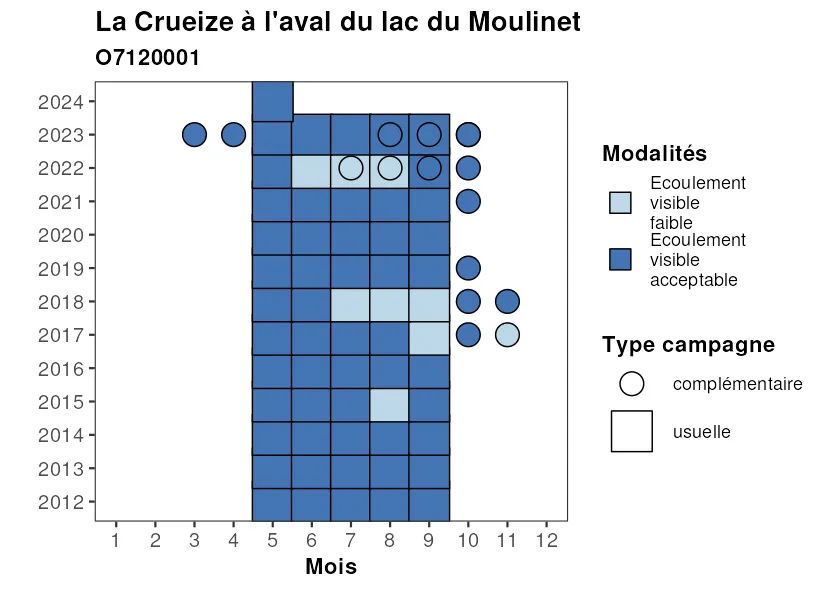 La Crueize à l'aval du lac du Moulinet
O7120001
2024
2023
2022
2021
2020
2019
2018
2017
2016
2015
2014
2013
2012
1 2 3 4 5 6 7 8 9 10 11 12
Mois
Modalités
Ecoulement
visible
faible
Ecoulement
visible
acceptable
Type campagne
complémentaire
usuelle